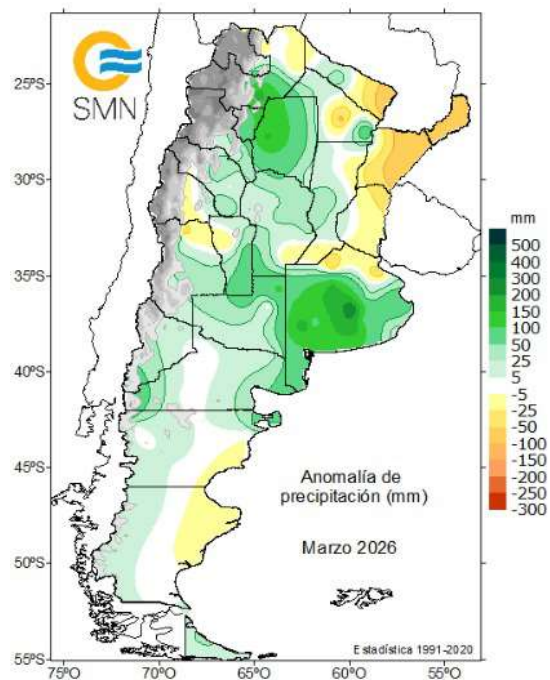 SMN
25ºS
30ºS
35ºS
40ºS
45ºS
50ºS
55ºS
75ºO
70ºO
65ºO
60ºO
55ºO
mm
500
400
300
200
150
100
50
25
5
-5
-25
-50
-100
-150
-200
-250
-300
Anomalía de
precipitación (mm)
Marzo 2026
Estadística 1991-2020